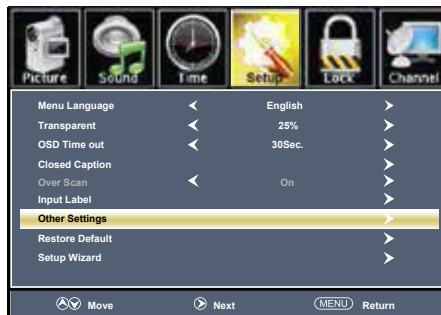 Picture Sound Time Setup Lock Channel
Menu Language English
Transparent 25%
OSD Time out 30Sec.
Closed Caption
Over Scan On
Input Label
Other Settings
Restore Default
Setup Wizard
Move Next MENU Return